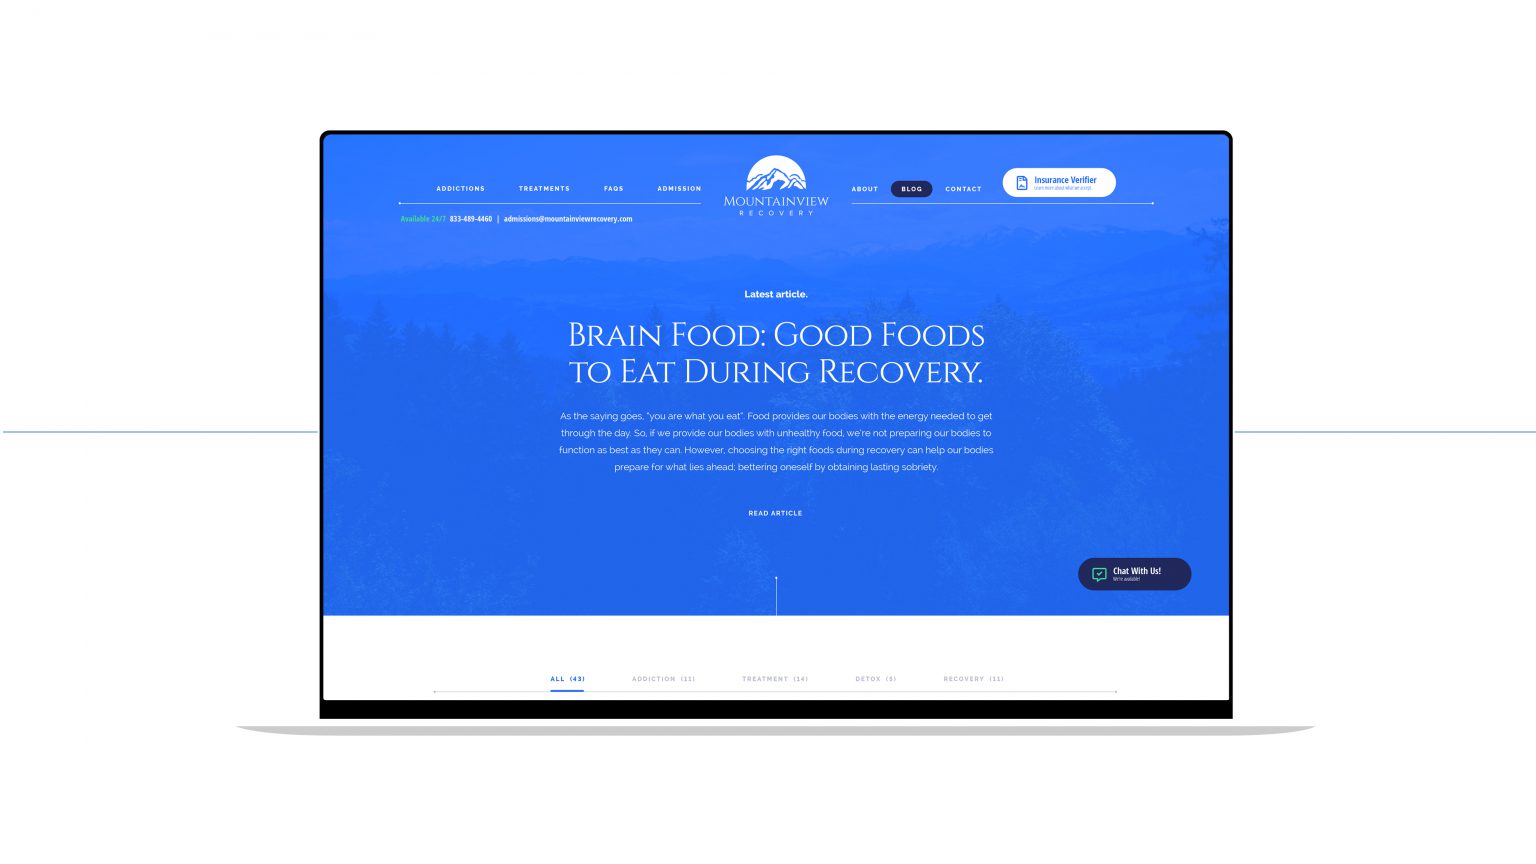 ADDICTIONS TREATMENTS FAQS ADMISSION
MOUNTAINVIEW
RECOVERY
ABOUT BLOG CONTACT
Insurance Verifier
Learn more about what we accept.
Available 24/7 833-489-4460 | admissions@mountainviewrecovery.com
Latest article.
BRAIN FOOD: GOOD FOODS
TO EAT DURING RECOVERY.
As the saying goes, "you are what you eat". Food provides our bodies with the energy needed to get
through the day. So, if we provide our bodies with unhealthy food, we're not preparing our bodies to
function as best as they can. However, choosing the right foods during recovery can help our bodies
prepare for what lies ahead; bettering oneself by obtaining lasting sobriety.
READ ARTICLE
Chat With Us!
We're available!
ALL (43) ADDICTION (11) TREATMENT (14) DETOX (5) RECOVERY (11)